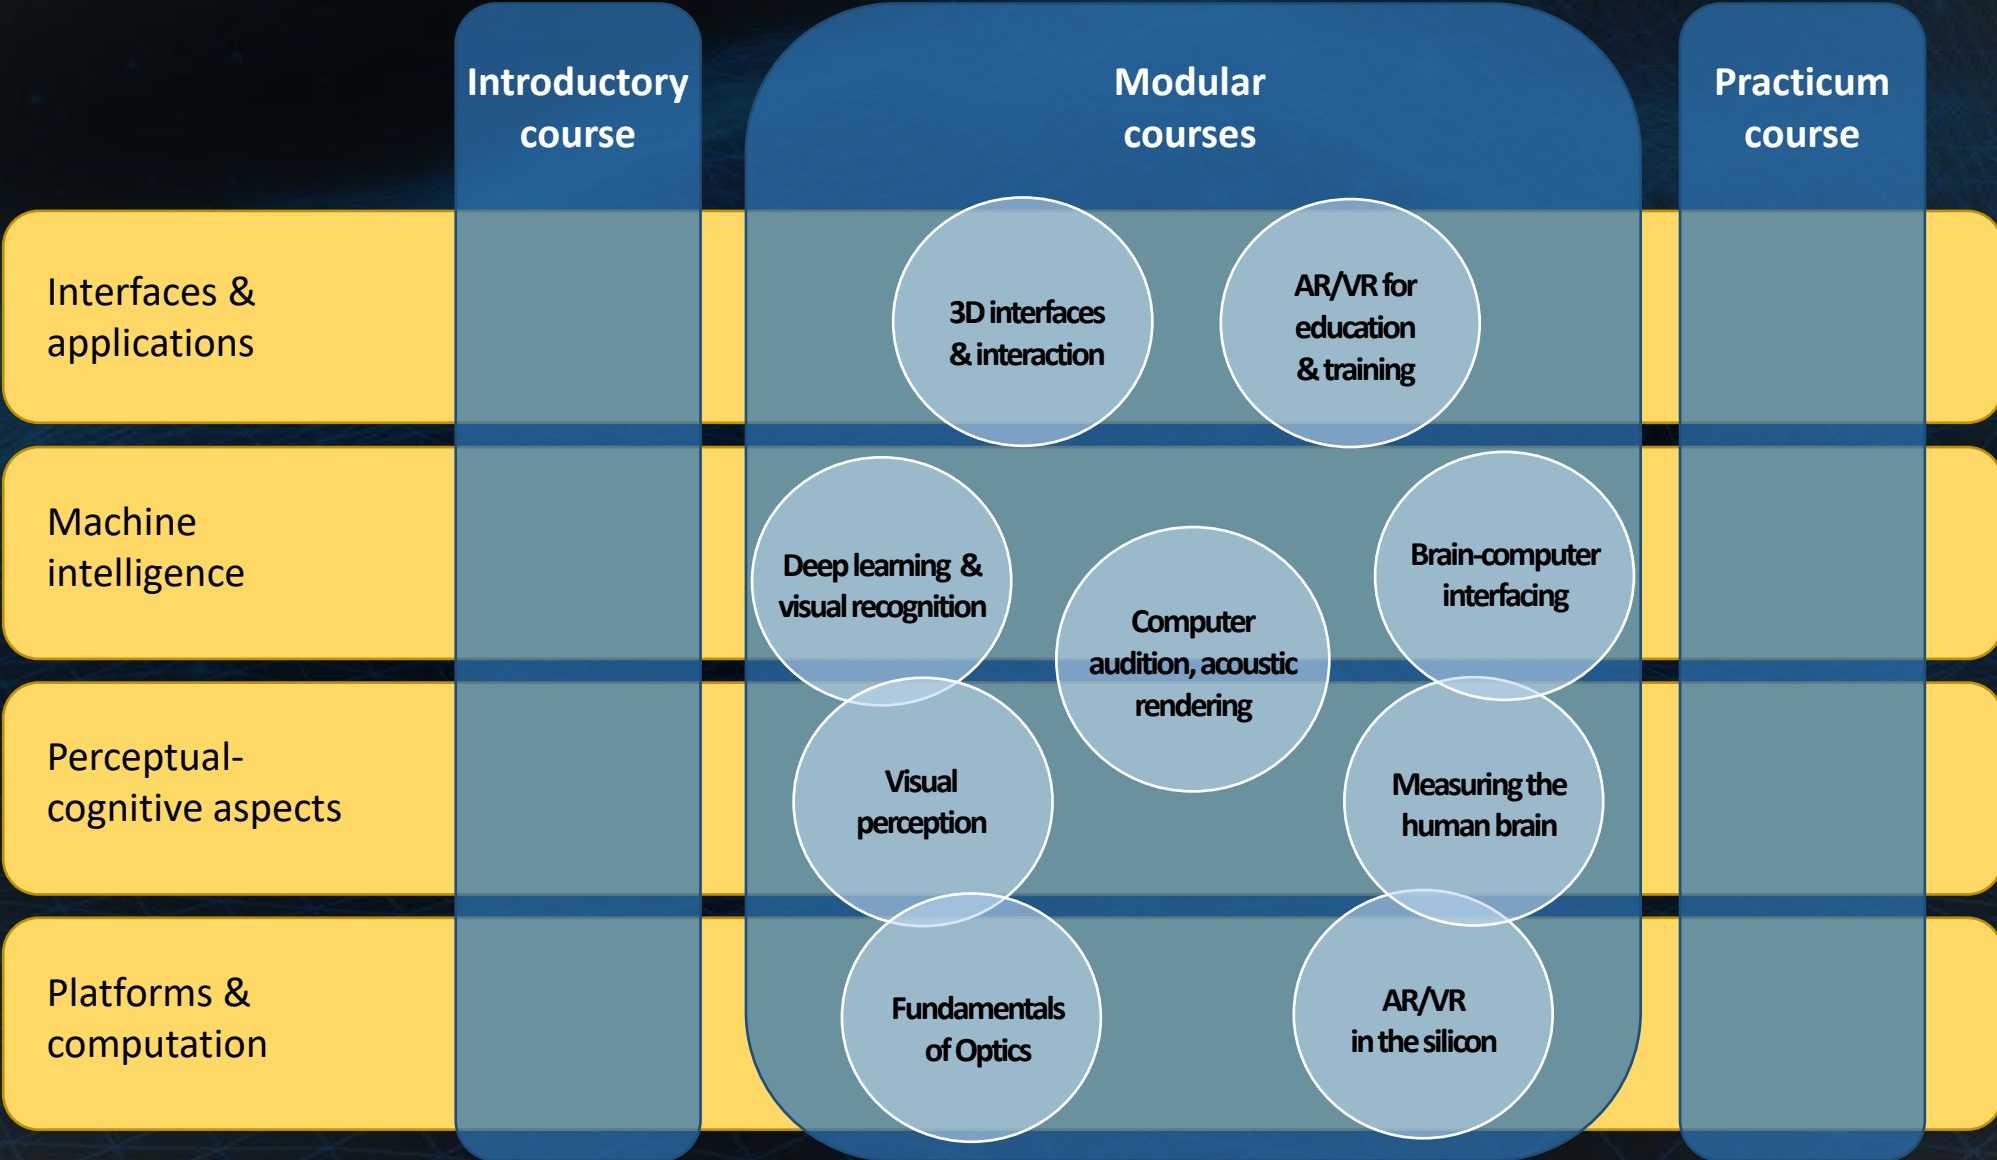 Introductory
course
Modular
courses
Practicum
course
Interfaces &
applications
3D interfaces
& interaction
AR/VR for
education
& training
Machine
intelligence
Deep learning &
visual recognition
Computer
audition, acoustic
rendering
Brain-computer
interfacing
Perceptual-
cognitive aspects
Visual
perception
Measuring the
human brain
Platforms &
computation
Fundamentals
of Optics
AR/VR
in the silicon